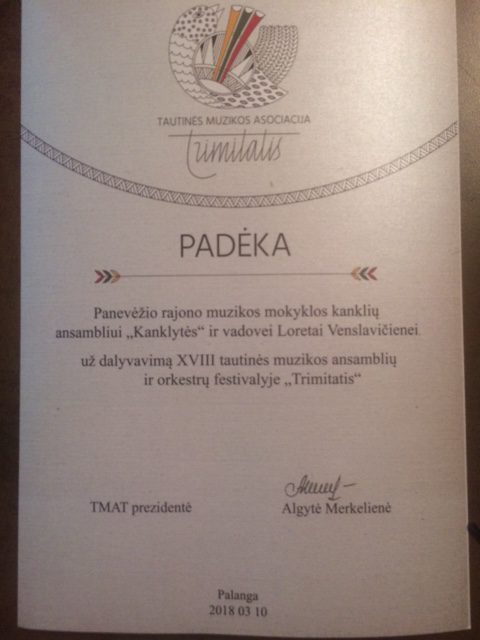 TAUTINĖS MUZIKOS ASOCIACIJA
trimitatis
PADĖKA
Panevėžio rajono muzikos mokyklos kanklių
ansambliui „Kanklytės“ ir vadovei Loretai Venslavičienei
už dalyvavimą XVIII tautinės muzikos ansamblių
ir orkestrų festivalyje „Trimitatis“
TMAT prezidentė
Algytė Merkelienė
Palanga
2018 03 10